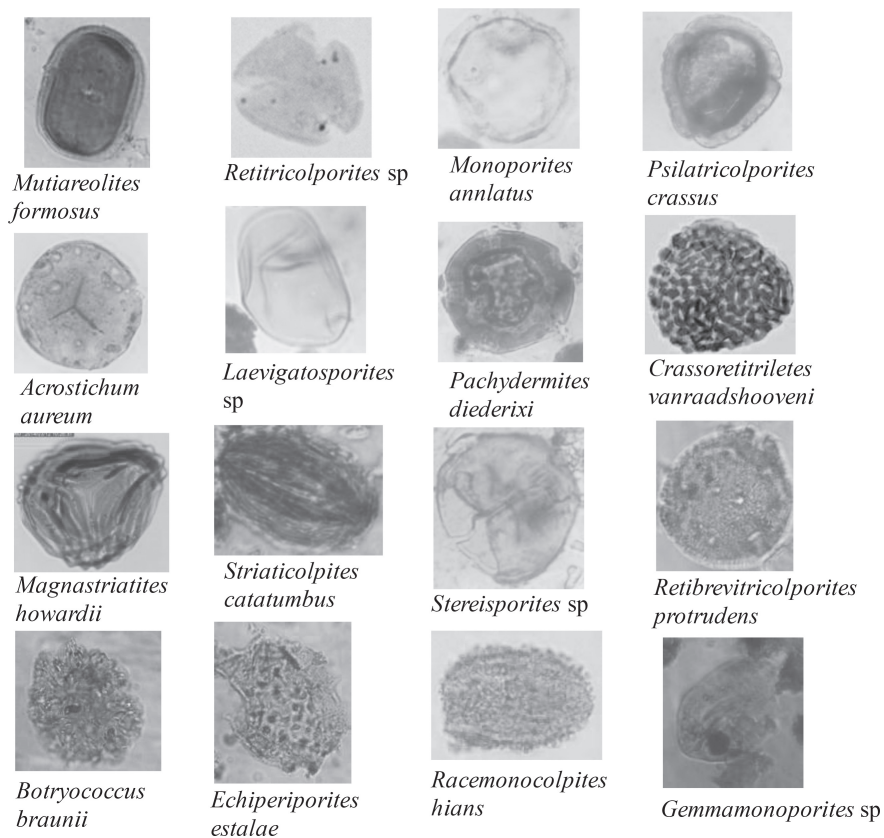 Mutiareolites
formosus
Retitricolporites sp
Monoporites
annlatus
Psilatricolporites
crassus
Acrostichum
aureum
Laevigatosporites
sp
Pachydermites
diederixi
Crassoretitriletes
vanraadshooveni
Magnastriatites
howardii
Striaticolpites
catatumbus
Stereisporites sp
Retibrevitricolporites
protrudens
Botryococcus
braunii
Echiperiporites
estalae
Racemonocolpites
hians
Gemmamonoporites sp